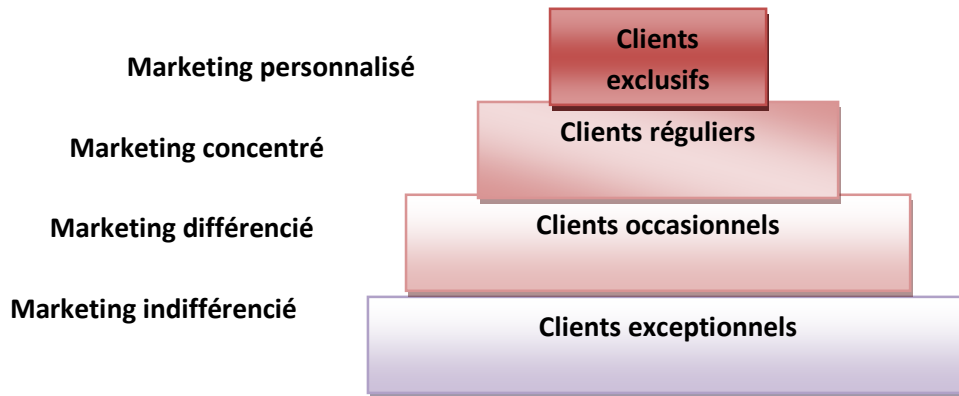 Marketing personnalisé
Clients
exclusifs
Marketing concentré
Clients réguliers
Marketing différencié
Clients occasionnels
Marketing indifférencié
Clients exceptionnels